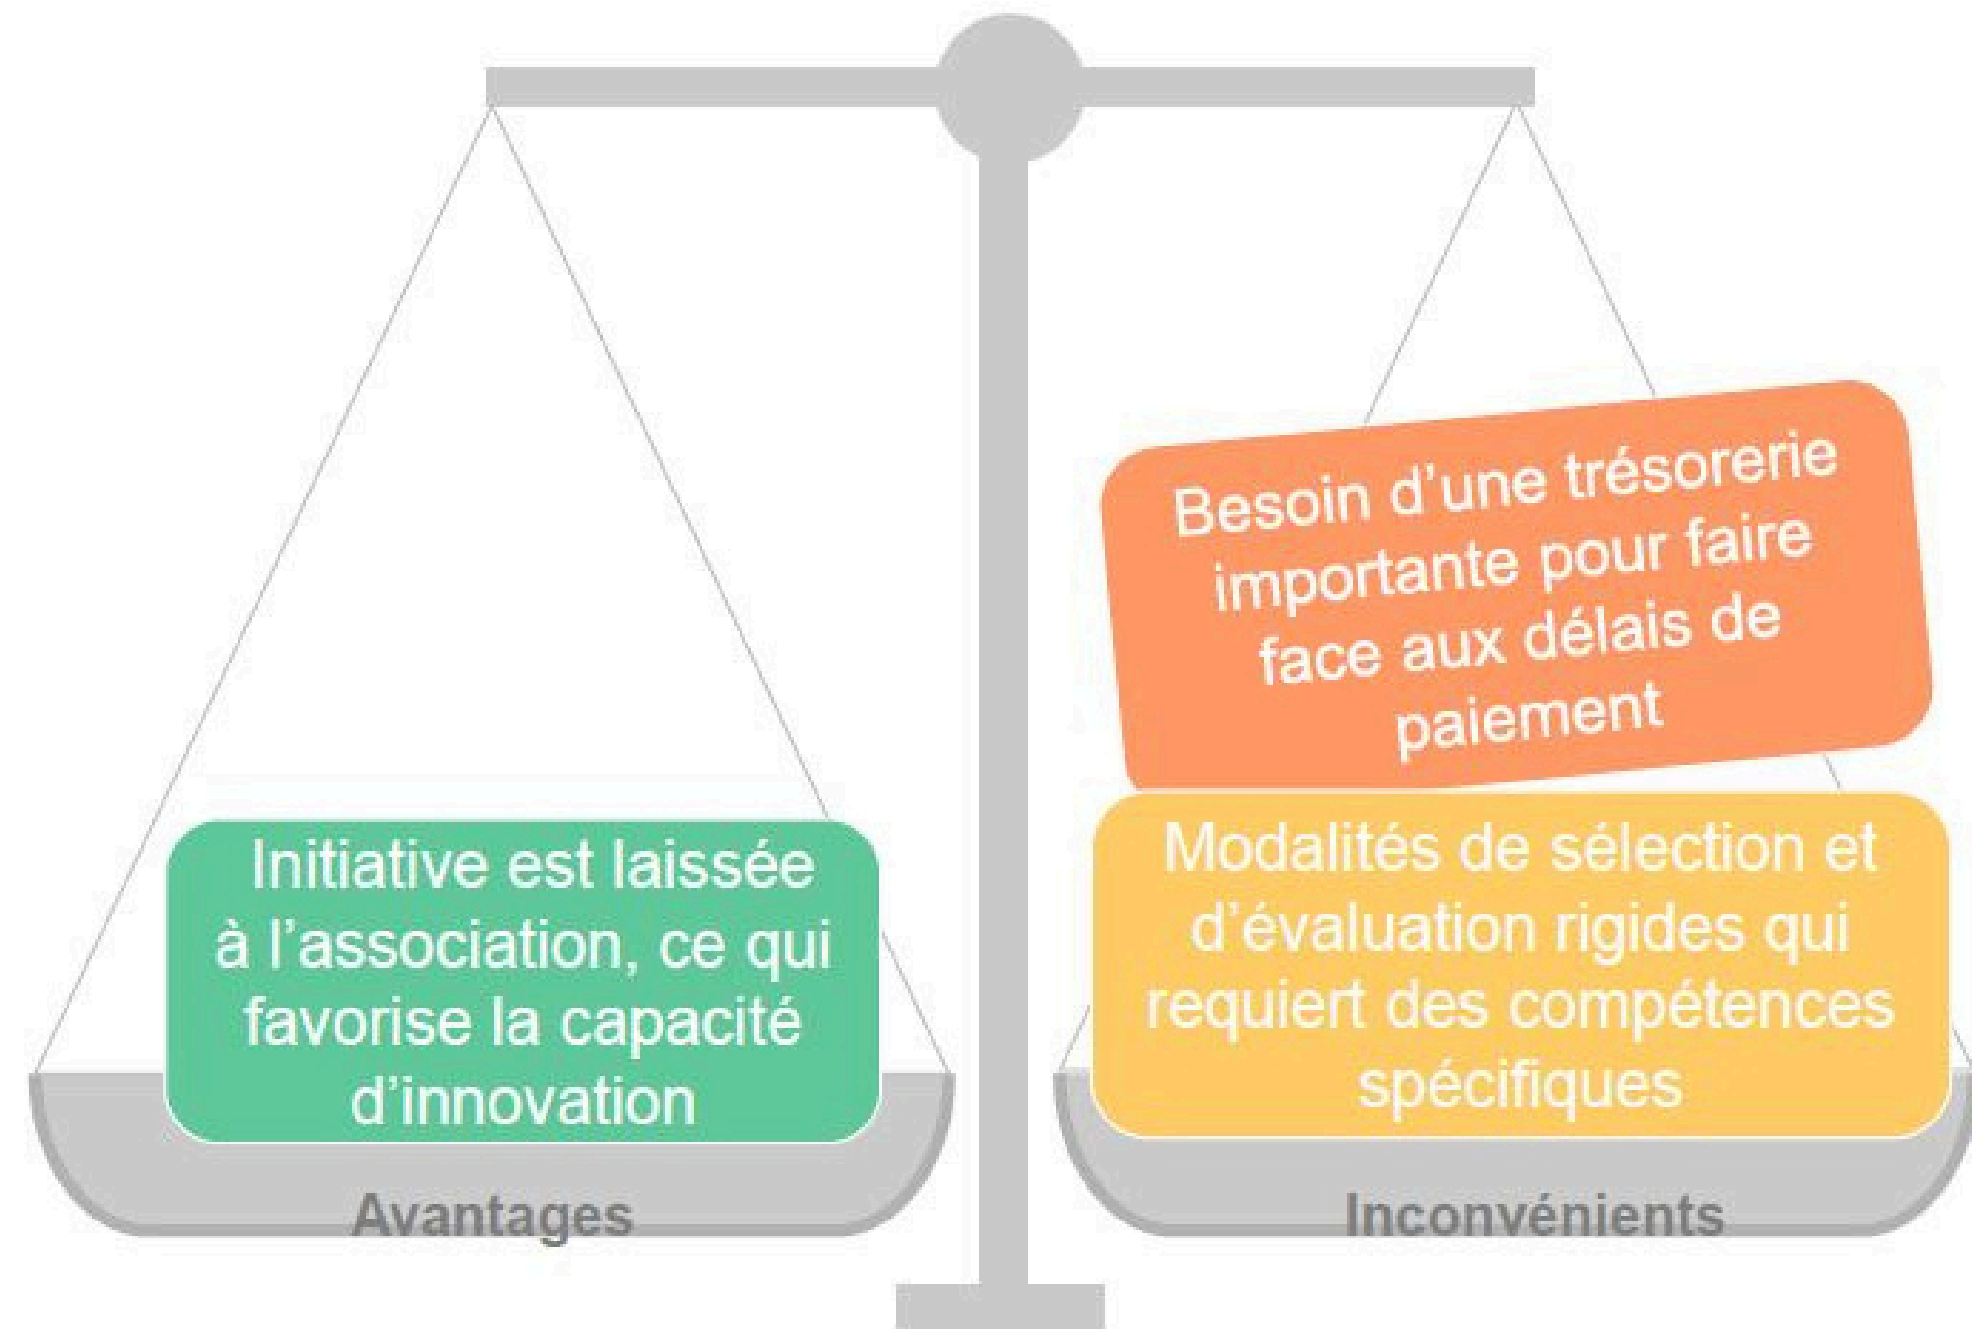 Initiative est laissée
à l’association, ce qui
favorise la capacité
d’innovation
Avantages
Besoin d’une trésorerie
importante pour faire
face aux délais de
paiement
Modalités de sélection et
d’évaluation rigides qui
requiert des compétences
spécifiques
Inconvénients